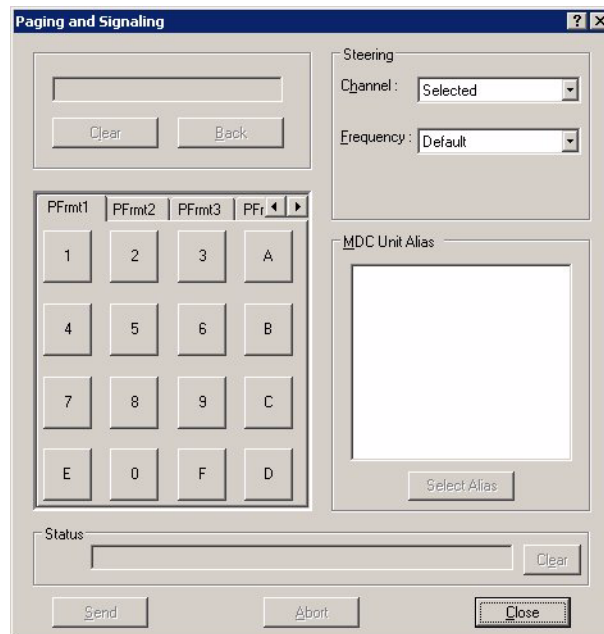 Paging and Signaling
Clear Back
Steering
Channel : Selected
Frequency : Default
PFrmt1 PFrmt2 PFrmt3 PFr
1 2 3 A
4 5 6 B
7 8 9 C
E 0 F D
MDC Unit Alias
Select Alias
Status
Clear
Send Abort Close